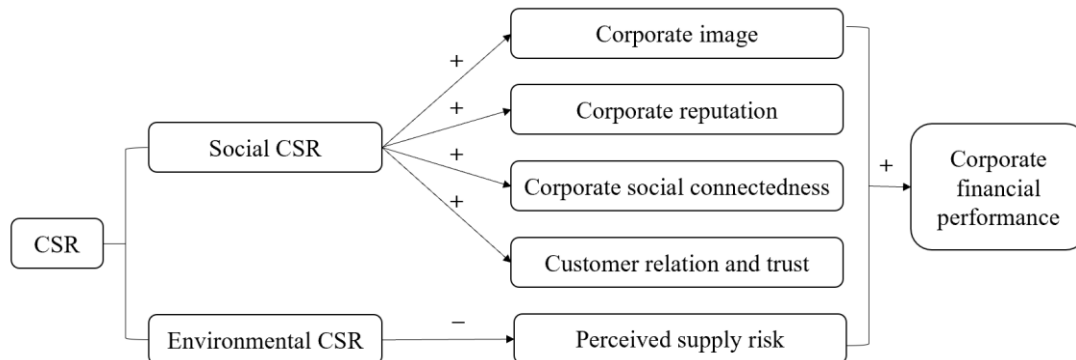 Corporate image
+
+
Corporate reputation
Social CSR
+
Corporate social connectedness
+
Corporate
financial
performance
+
CSR
Customer relation and trust
Environmental CSR
−
Perceived supply risk